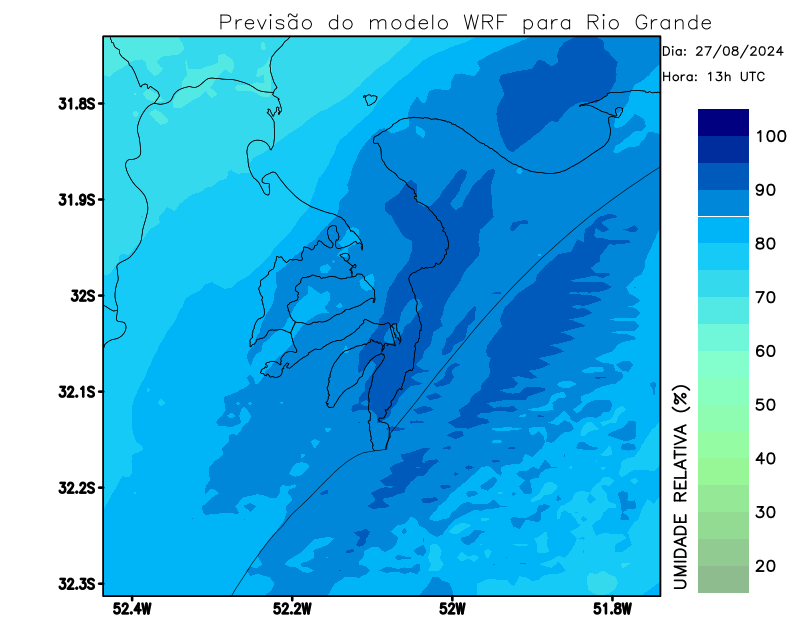 Previsão do modelo WRF para Rio Grande
Dia: 27/08/2024
Hora: 13h UTC
31.8S
31.9S
32S
32.1S
32.2S
32.3S
52.4W
52.2W
52W
51.8W
100
90
80
70
60
50
40
30
20
UMIDADE RELATIVA (%)